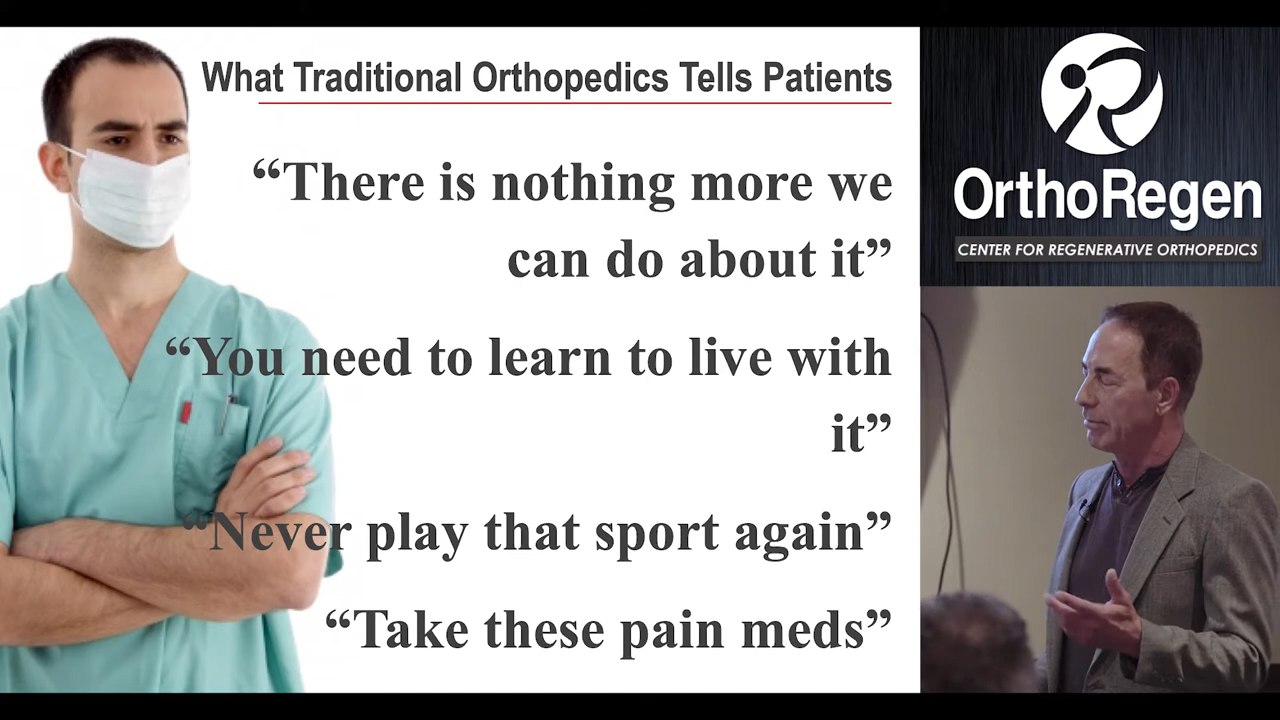 What Traditional Orthopedics Tells Patients
“There is nothing more we
can do about it”
“You need to learn to live with
it”
“Never play that sport again”
“Take these pain meds”
OrthoRegen
CENTER FOR REGENERATIVE ORTHOPEDICS